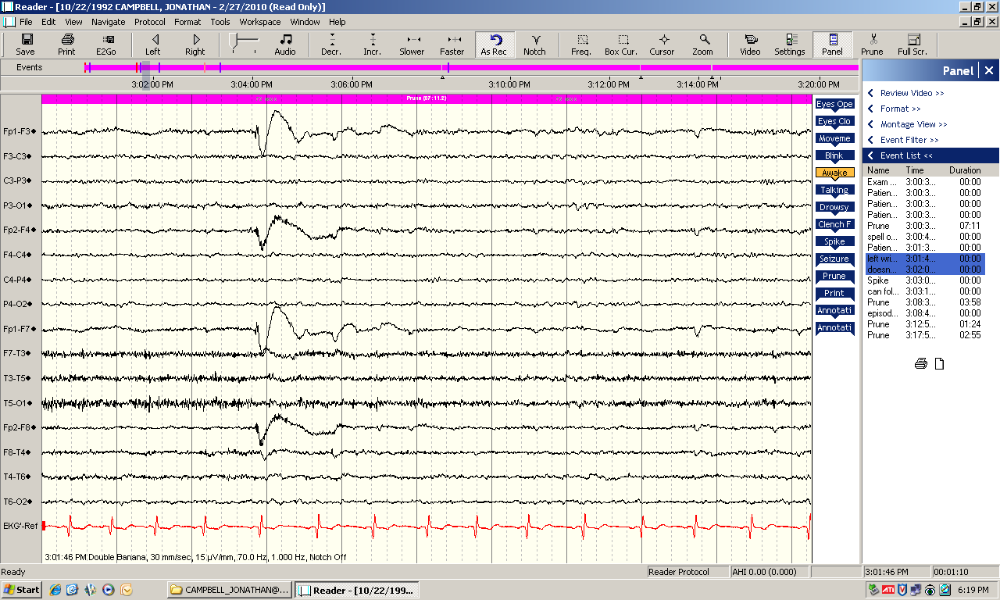 Reader - [10/22/1992 CAMPBELL, JONATHAN - 2/27/2010 (Read Only)]
File Edit View Navigate Protocol Format Tools Workspace Window Help
Save Print E2Go Left Right Audio Decr. Incr. Slower Faster As Rec Notch Freq. Box Cur. Cursor Zoom Video Settings Panel Prune Full Scr.
Events
3:02:00 PM 3:04:00 PM 3:06:00 PM 3:10:00 PM 3:12:00 PM 3:14:00 PM 3:20:00 PM
Prune (07:11.2)
Fp1-F3
F3-C3
C3-P3
P3-O1
Fp2-F4
F4-C4
C4-P4
P4-O2
Fp1-F7
F7-T3
T3-T5
T5-O1
Fp2-F8
F8-T4
T4-T6
T6-O2
EKG'-Ref
3:01:46 PM Double Banana, 30 mm/sec, 15 µV/mm, 70.0 Hz, 1.000 Hz, Notch Off
Eyes Ope
Eyes Clo
Moveme
Blink
Awake
Talking
Drowsy
Clench F
Spike
Seizure
Prune
Print
Annotati
Annotati
Panel
Review Video >>
Format >>
Montage View >>
Event Filter >>
Event List <<
Name Time Duration
Exam ... 3:00:3... 00:00
Patien... 3:00:3... 00:00
Patien... 3:00:3... 00:00
Patien... 3:00:3... 00:00
Prune 3:00:3... 07:11
spell o... 3:00:4... 00:00
Patien... 3:01:3... 00:00
left wri... 3:01:4... 00:00
doesn... 3:02:0... 00:00
Spike 3:03:0... 00:00
can fol... 3:03:1... 00:00
Prune 3:08:3... 03:58
episod... 3:08:4... 00:00
Prune 3:12:5... 01:24
Prune 3:17:5... 02:55
Ready Reader Protocol AHI 0.00 (0.000) 3:01:46 PM 00:01:10
Start CAMPBELL_JONATHAN@... Reader - [10/22/199... ATI 6:19 PM